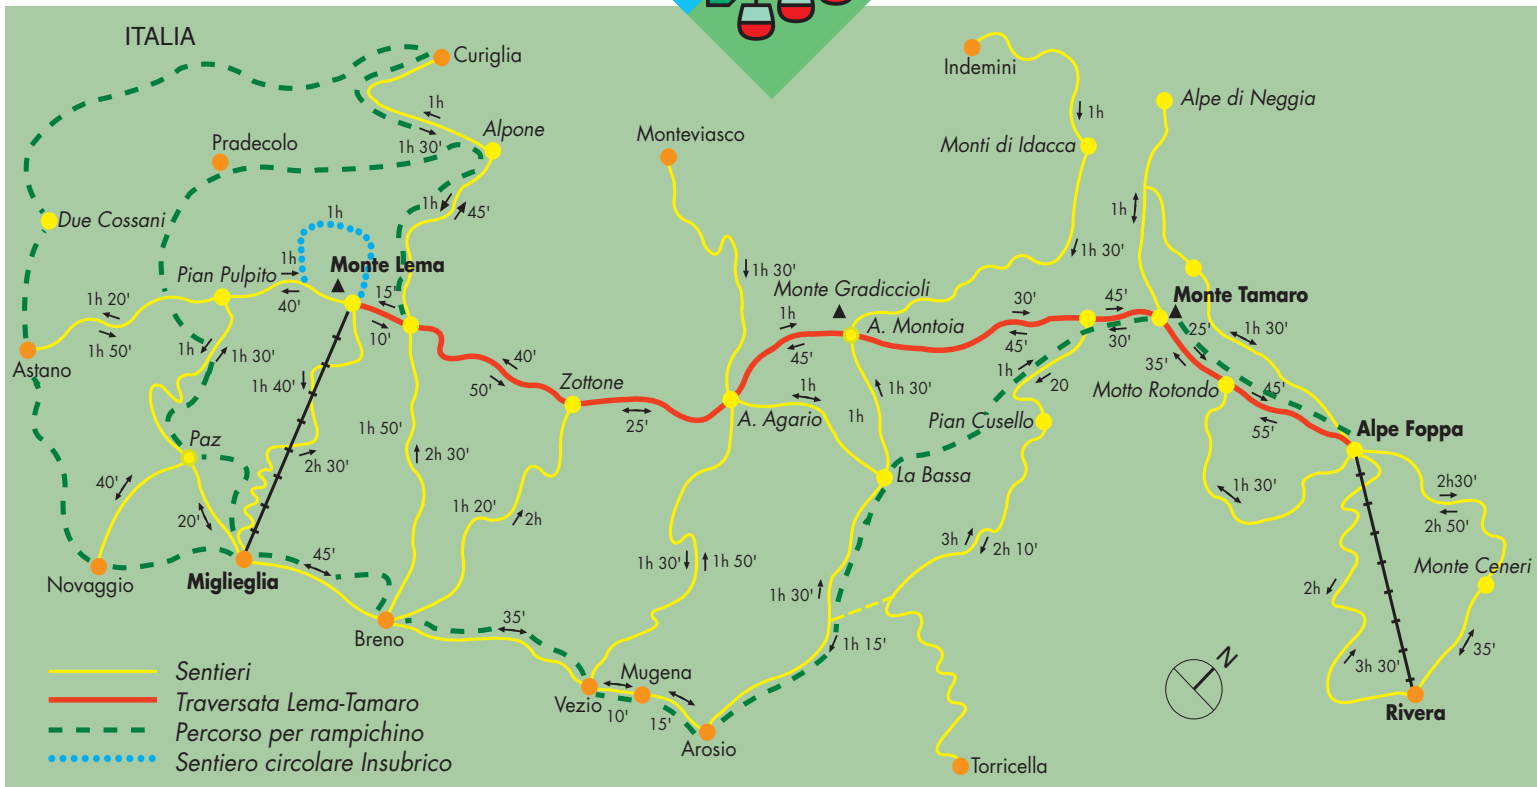 ITALIA
Curiglia
Indemini
Alpe di Neggia
1h
1h
1h 30'
Alpone
Monteviasco
Pradecolo
Monti di Idacca
Due Cossani
1h
1h
45'
1h
1h 30'
1h
Pian Pulpito
Monte Lema
1h 30'
Monte Gradiccioli
Monte Tamaro
1h 20'
40'
15'
10'
1h
30'
45'
A. Montoia
45'
45'
30'
25'
1h 30'
1h 50'
Astano
1h
1h 30'
40'
50'
Zottone
1h
1h
20
35'
Motto Rotondo
45'
55'
1h 40'
1h
1h 30'
25'
A. Agario
Pian Cusello
Alpe Foppa
Paz
1h 50'
2h 30'
2h 30'
La Bassa
40'
20'
1h 20'
2h
1h 30'
2h30'
2h 50'
3h
2h 10'
45'
1h 30'
1h 50'
Monte Ceneri
Novaggio
Miglieglia
1h 30'
2h
Breno
35'
1h 15'
35'
3h 30'
N
Sentieri
Mugena
Traversata Lema-Tamaro
Vezio
10'
15'
Rivera
Percorso per rampichino
Arosio
Sentiero circolare Insubrico
Torricella